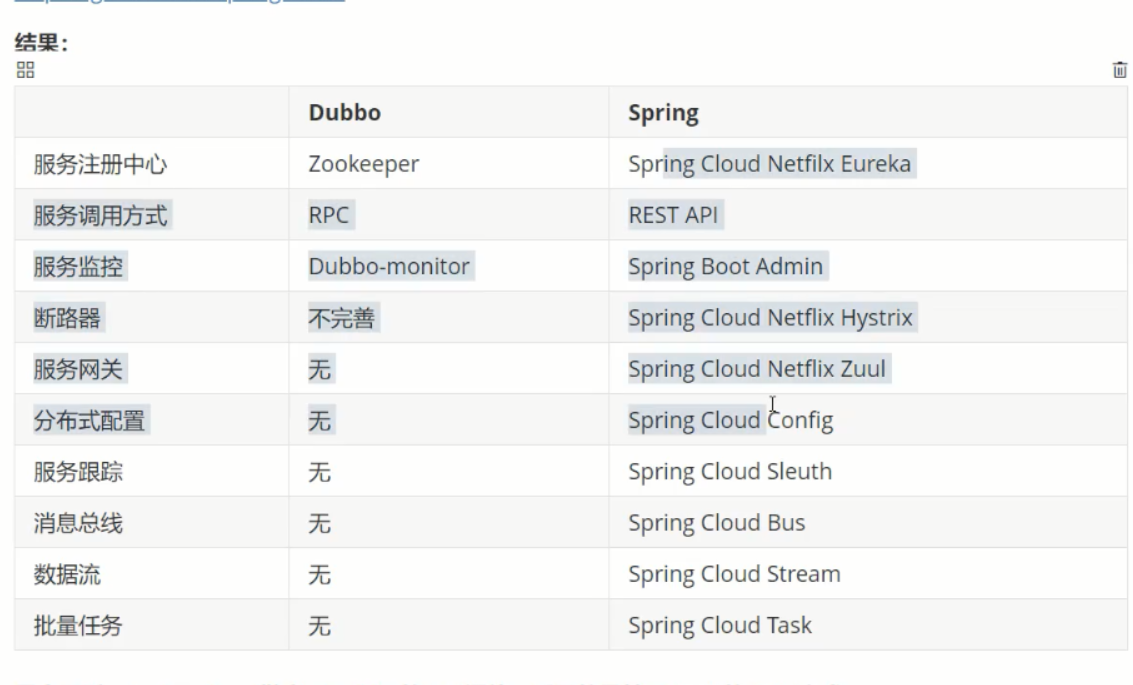 结果：
Dubbo Spring
服务注册中心 Zookeeper Spring Cloud Netfilx Eureka
服务调用方式 RPC REST API
服务监控 Dubbo-monitor Spring Boot Admin
断路器 不完善 Spring Cloud Netflix Hystrix
服务网关 无 Spring Cloud Netflix Zuul
分布式配置 无 Spring Cloud Config
服务跟踪 无 Spring Cloud Sleuth
消息总线 无 Spring Cloud Bus
数据流 无 Spring Cloud Stream
批量任务 无 Spring Cloud Task